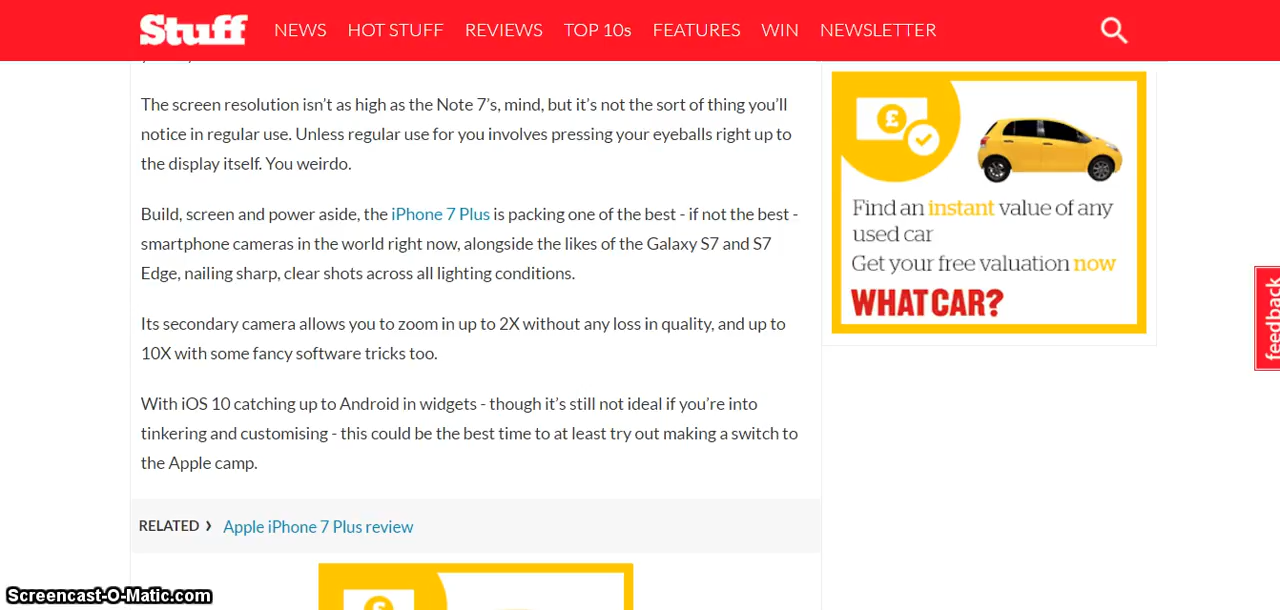 Stuff
NEWS HOT STUFF REVIEWS TOP 10s FEATURES WIN NEWSLETTER
The screen resolution isn’t as high as the Note 7’s, mind, but it’s not the sort of thing you’ll
notice in regular use. Unless regular use for you involves pressing your eyeballs right up to
the display itself. You weirdo.
Build, screen and power aside, the iPhone 7 Plus is packing one of the best - if not the best -
smartphone cameras in the world right now, alongside the likes of the Galaxy S7 and S7
Edge, nailing sharp, clear shots across all lighting conditions.
Its secondary camera allows you to zoom in up to 2X without any loss in quality, and up to
10X with some fancy software tricks too.
With iOS 10 catching up to Android in widgets - though it’s still not ideal if you’re into
tinkering and customising - this could be the best time to at least try out making a switch to
the Apple camp.
RELATED › Apple iPhone 7 Plus review
£
Find an instant value of any
used car
Get your free valuation now
WHAT CAR?
feedback
Screencast-O-Matic.com